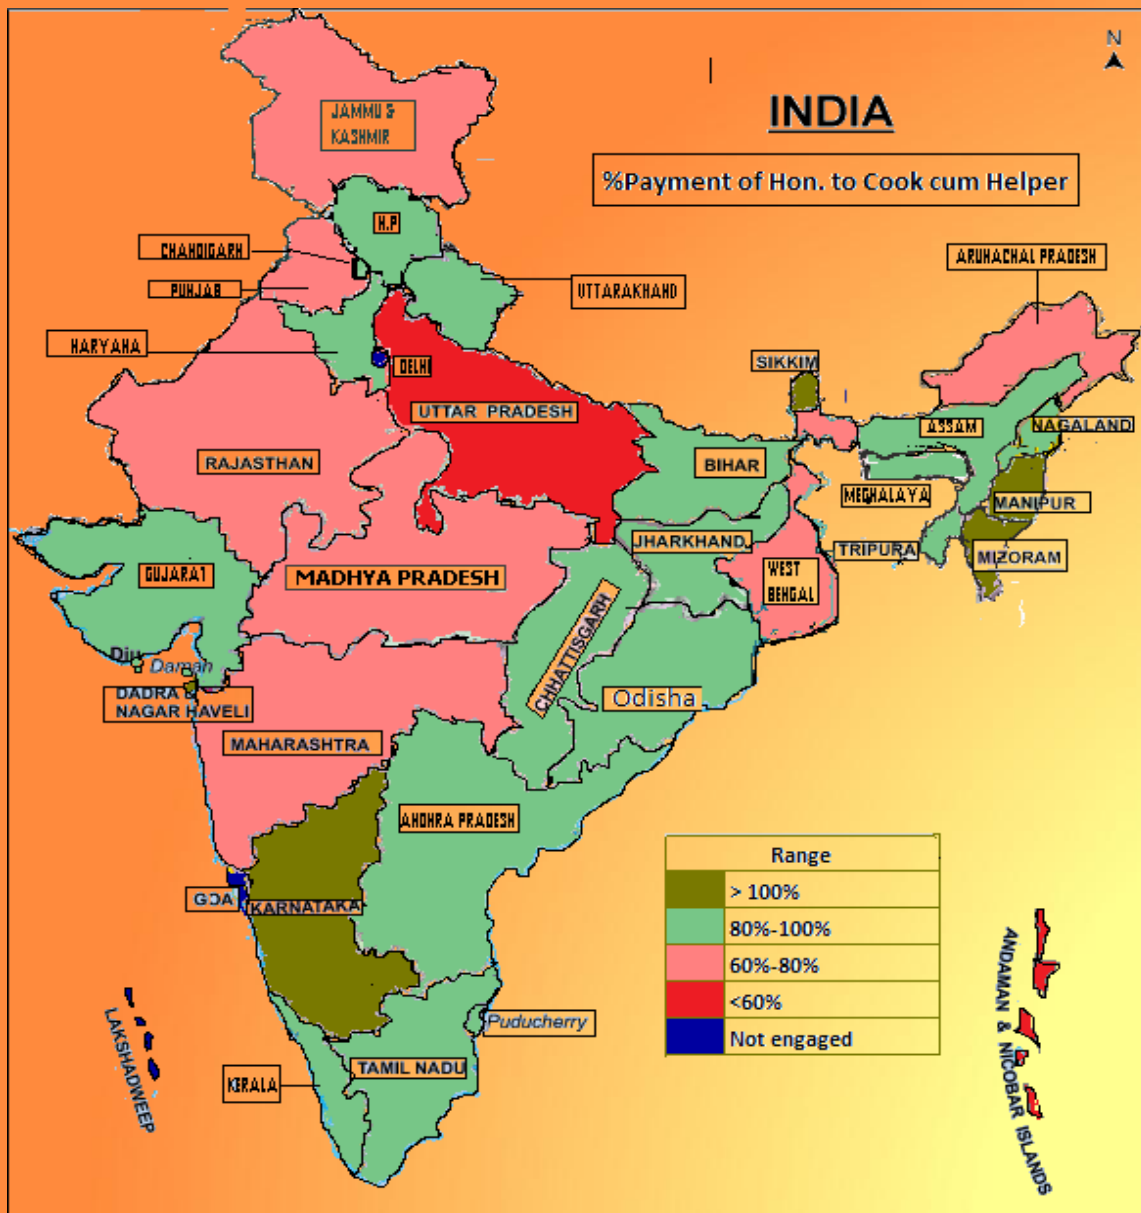 N
INDIA
%Payment of Hon. to Cook cum Helper
JAMMU &
KASHMIR
H.P
CHANDIGARH
PUNJAB
UTTARAKHAND
ARUNACHAL PRADESH
HARYANA
DELHI
SIKKIM
UTTAR PRADESH
ASSAM
NAGALAND
RAJASTHAN
BIHAR
MEGHALAYA
MANIPUR
JHARKHAND
TRIPURA
MIZORAM
GUJARAT
MADHYA PRADESH
WEST
BENGAL
CHHATTISGARH
Diu
Daman
DADRA &
NAGAR HAVELI
Odisha
MAHARASHTRA
ANDHRA PRADESH
GOA
KARNATAKA
Range
> 100%
80%-100%
60%-80%
<60%
Not engaged
LAKSHADWEEP
Puducherry
KERALA
TAMIL NADU
ANDAMAN & NICOBAR ISLANDS